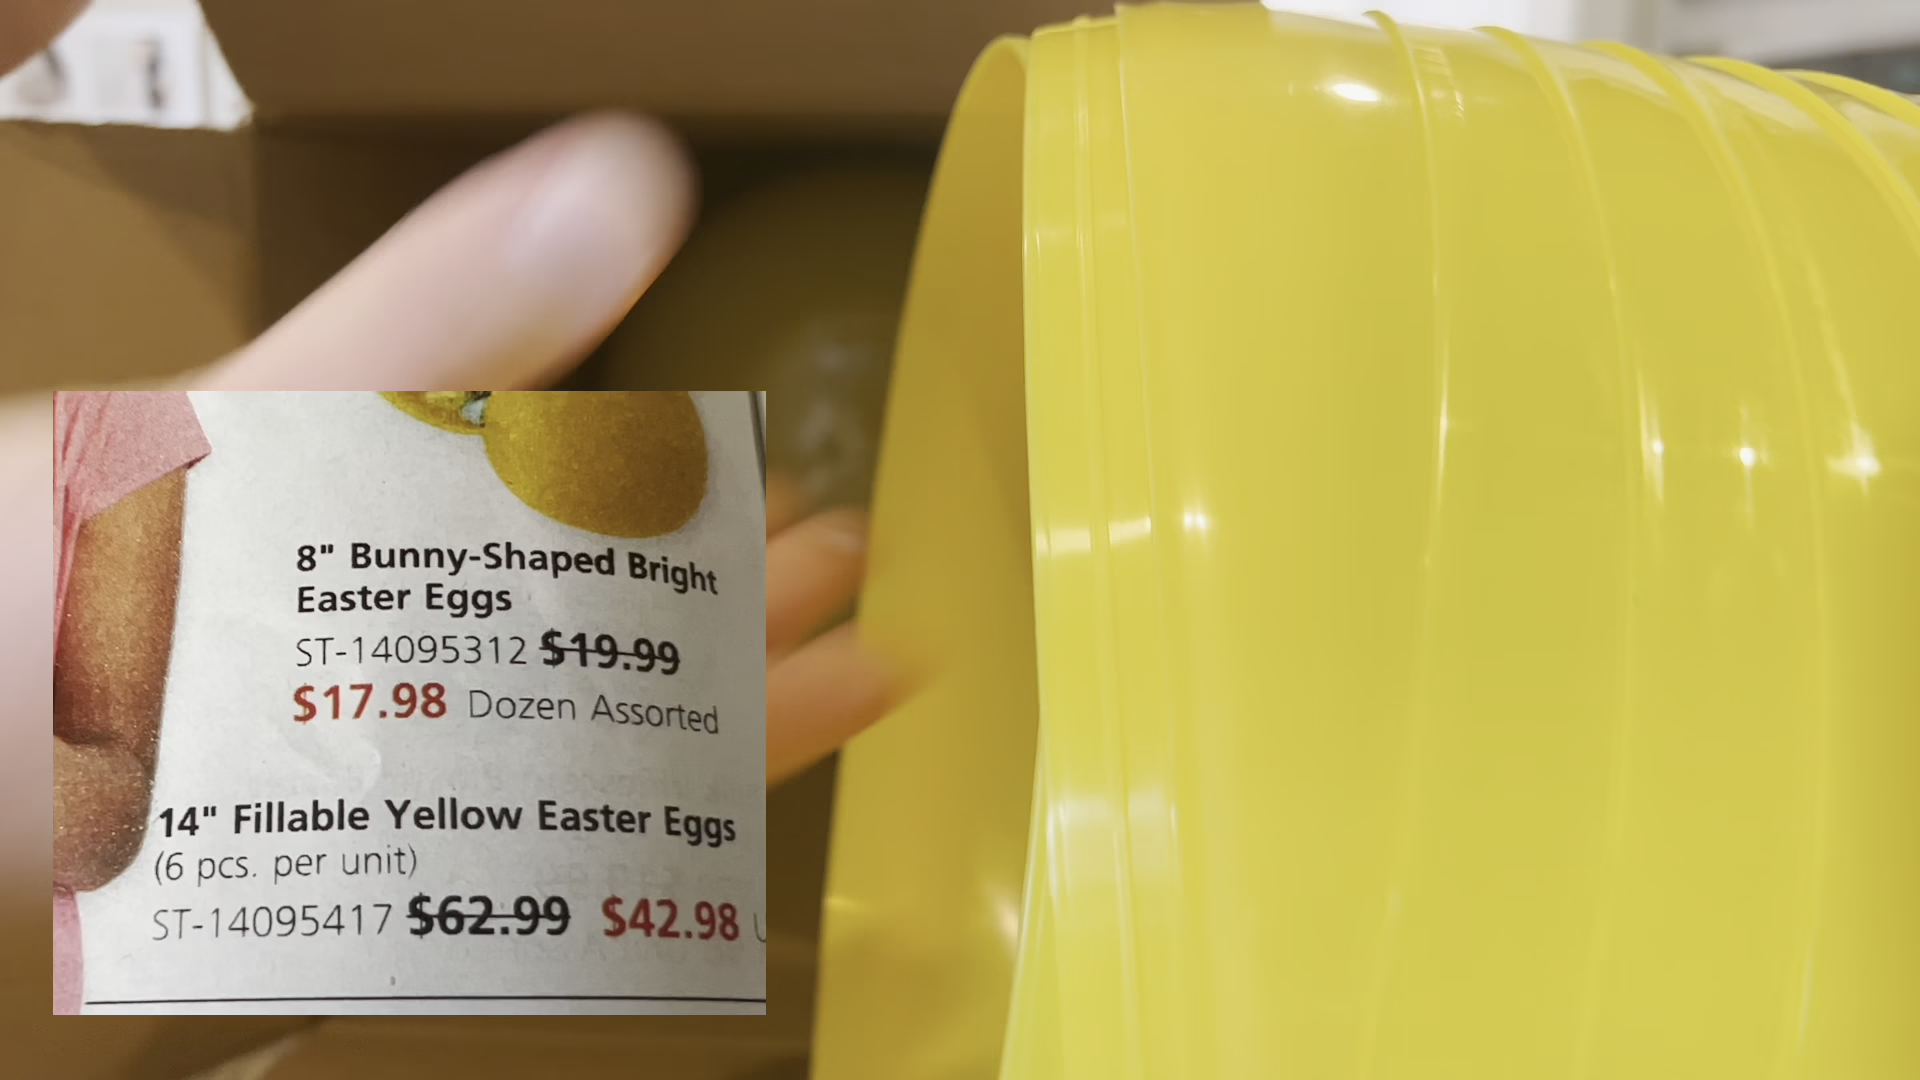 8" Bunny-Shaped Bright
Easter Eggs
ST-14095312 $19.99
$17.98 Dozen Assorted
14" Fillable Yellow Easter Eggs
(6 pcs. per unit)
ST-14095417 $62.99 $42.98